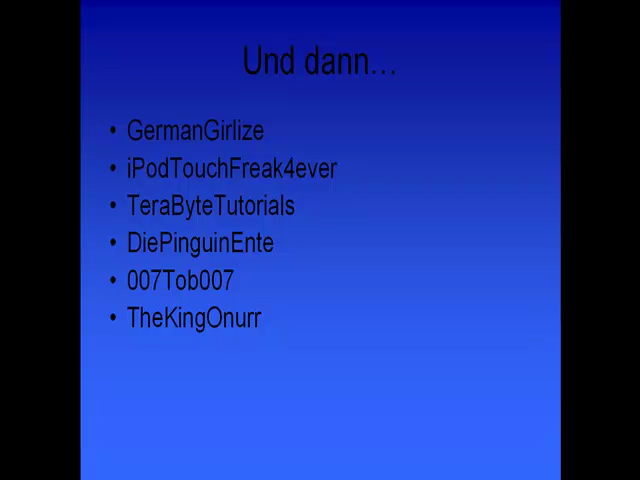 Und dann…
• GermanGirlize
• iPodTouchFreak4ever
• TeraByteTutorials
• DiePinguinEnte
• 007Tob007
• TheKingOnurr